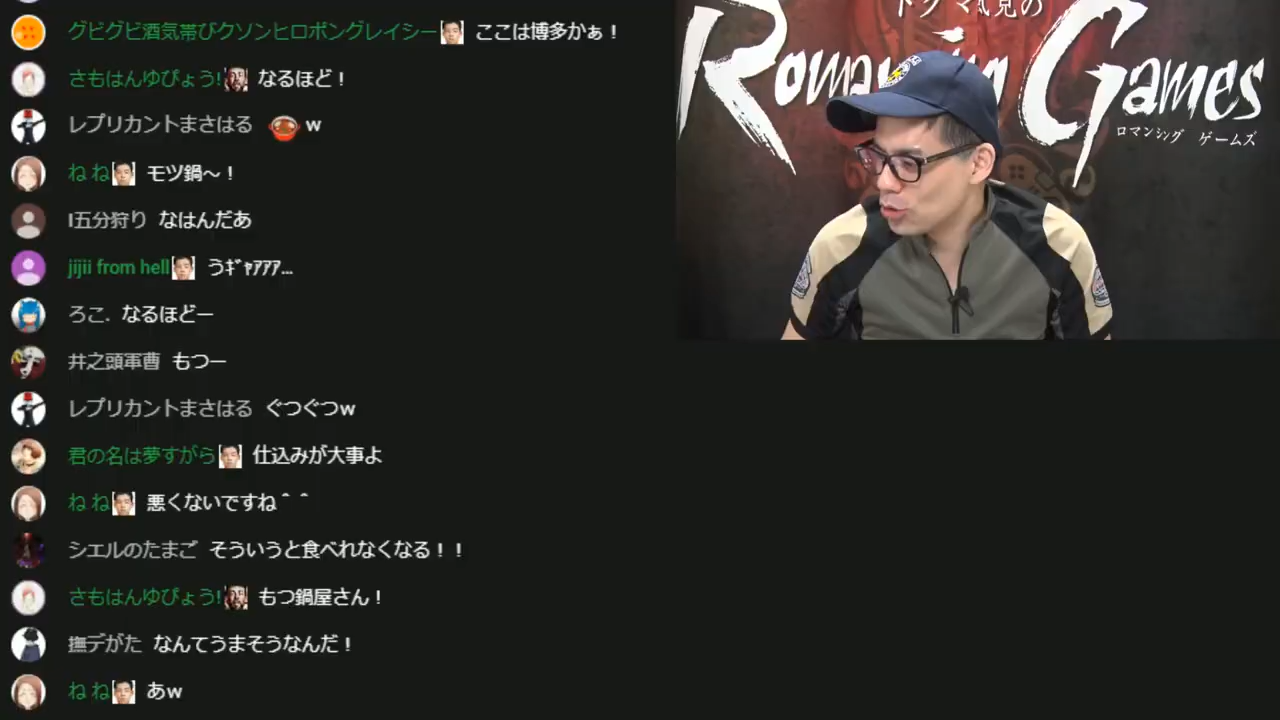 グビグビ酒気帯びクソンヒロポングレイシー ここは博多かぁ！
さもはんゆぴょう! なるほど！
レプリカントまさはる w
ね ね モツ鍋～！
I五分狩り なはんだあ
jijii from hell うｷﾞｬｱｱｱ...
ろこ. なるほどー
井之頭軍曹 もつー
レプリカントまさはる ぐつぐつw
君の名は夢すがら 仕込みが大事よ
ね ね 悪くないですね＾＾
シエルのたまご そういうと食べれなくなる！！
さもはんゆぴょう! もつ鍋屋さん！
撫デがた なんてうまそうなんだ！
ね ね あw
ドグマ風見の
Romancing Games
ロマンシング ゲームズ